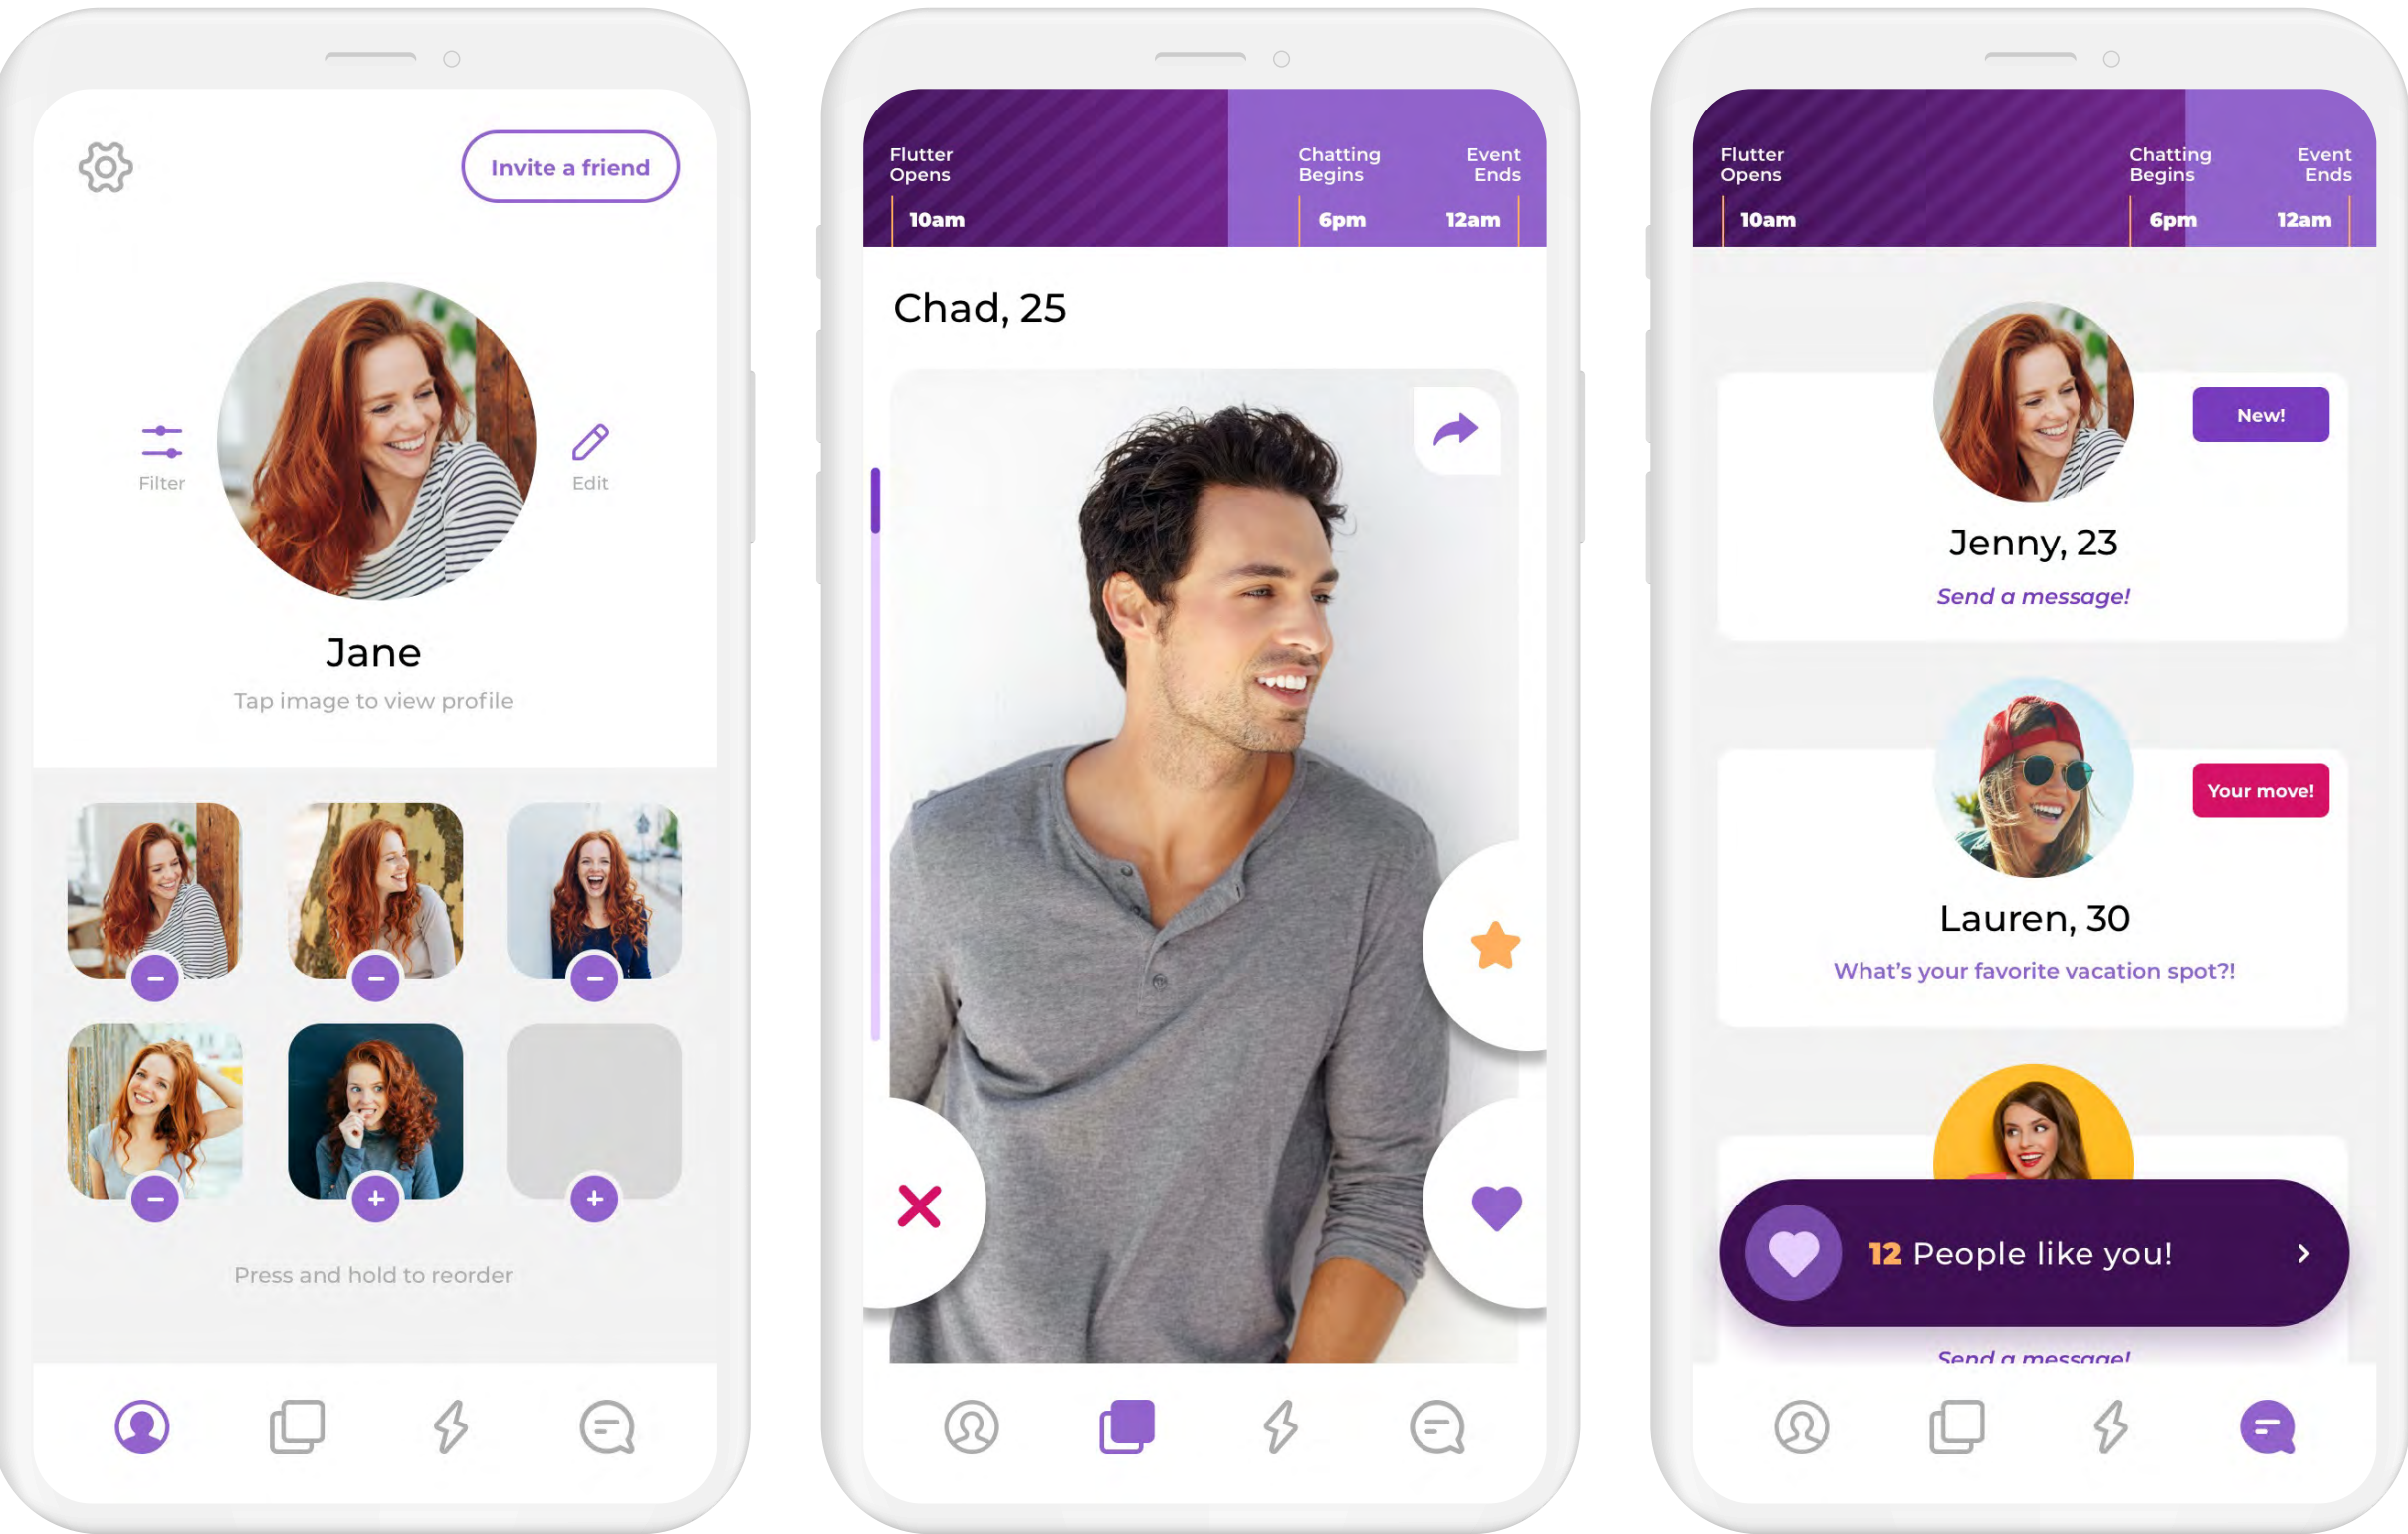 Invite a friend
Filter
Edit
Jane
Tap image to view profile
Press and hold to reorder
Flutter
Opens
10am
Chatting
Begins
6pm
Event
Ends
12am
Chad, 25
Flutter
Opens
10am
Chatting
Begins
6pm
Event
Ends
12am
New!
Jenny, 23
Send a message!
Your move!
Lauren, 30
What's your favorite vacation spot?!
12 People like you!
Send a message!